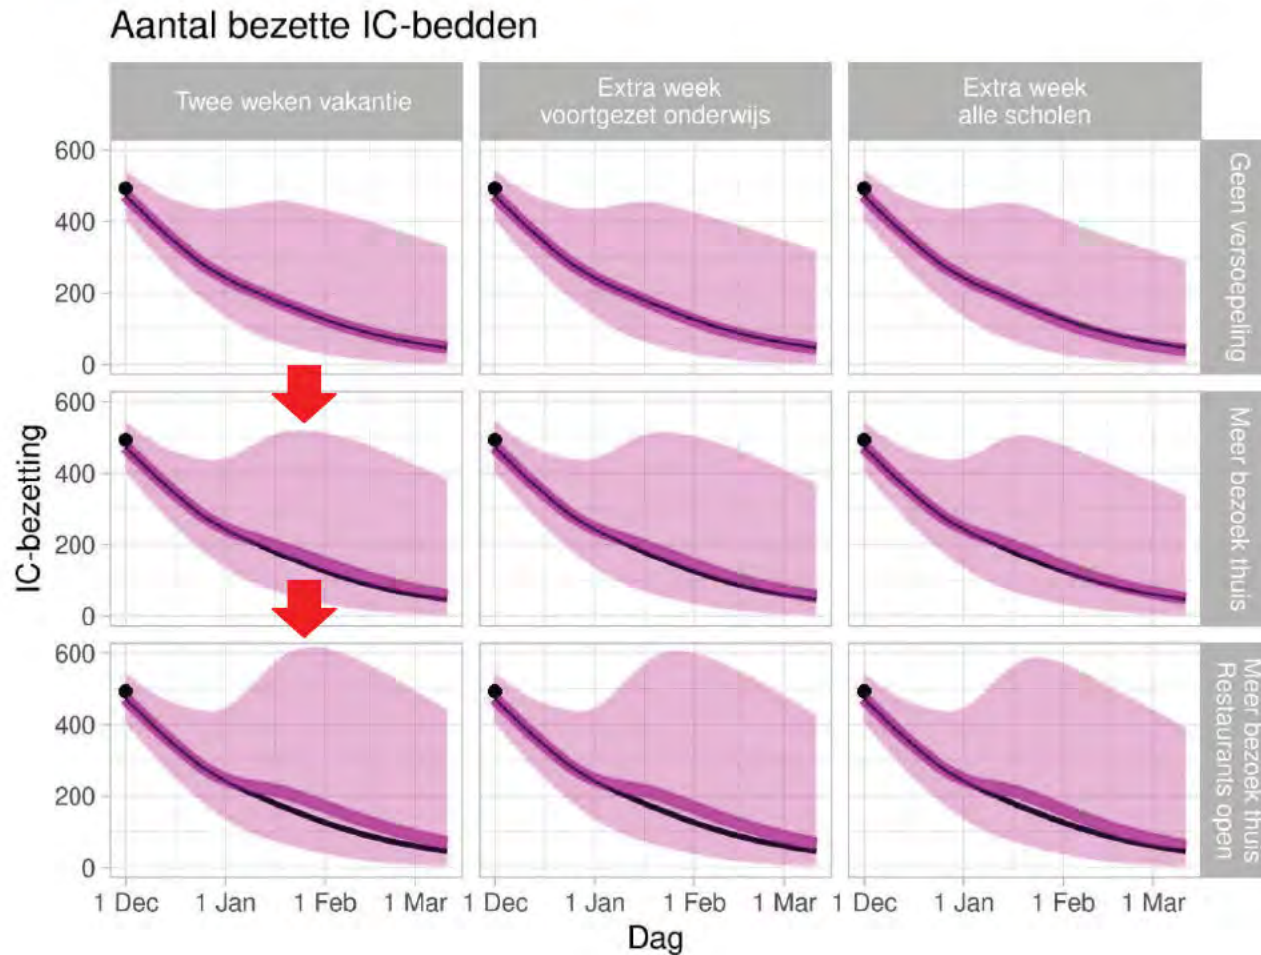 Aantal bezette IC-bedden
Twee weken vakantie
Extra week
voortgezet onderwijs
Extra week
alle scholen
600
400
200
0
Geen versoepeling
600
400
200
0
Meer bezoek thuis
600
400
200
0
Meer bezoek thuis
Restaurants open
IC-bezetting
1 Dec
1 Jan
1 Feb
1 Mar
1 Dec
1 Jan
1 Feb
1 Mar
1 Dec
1 Jan
1 Feb
1 Mar
Dag